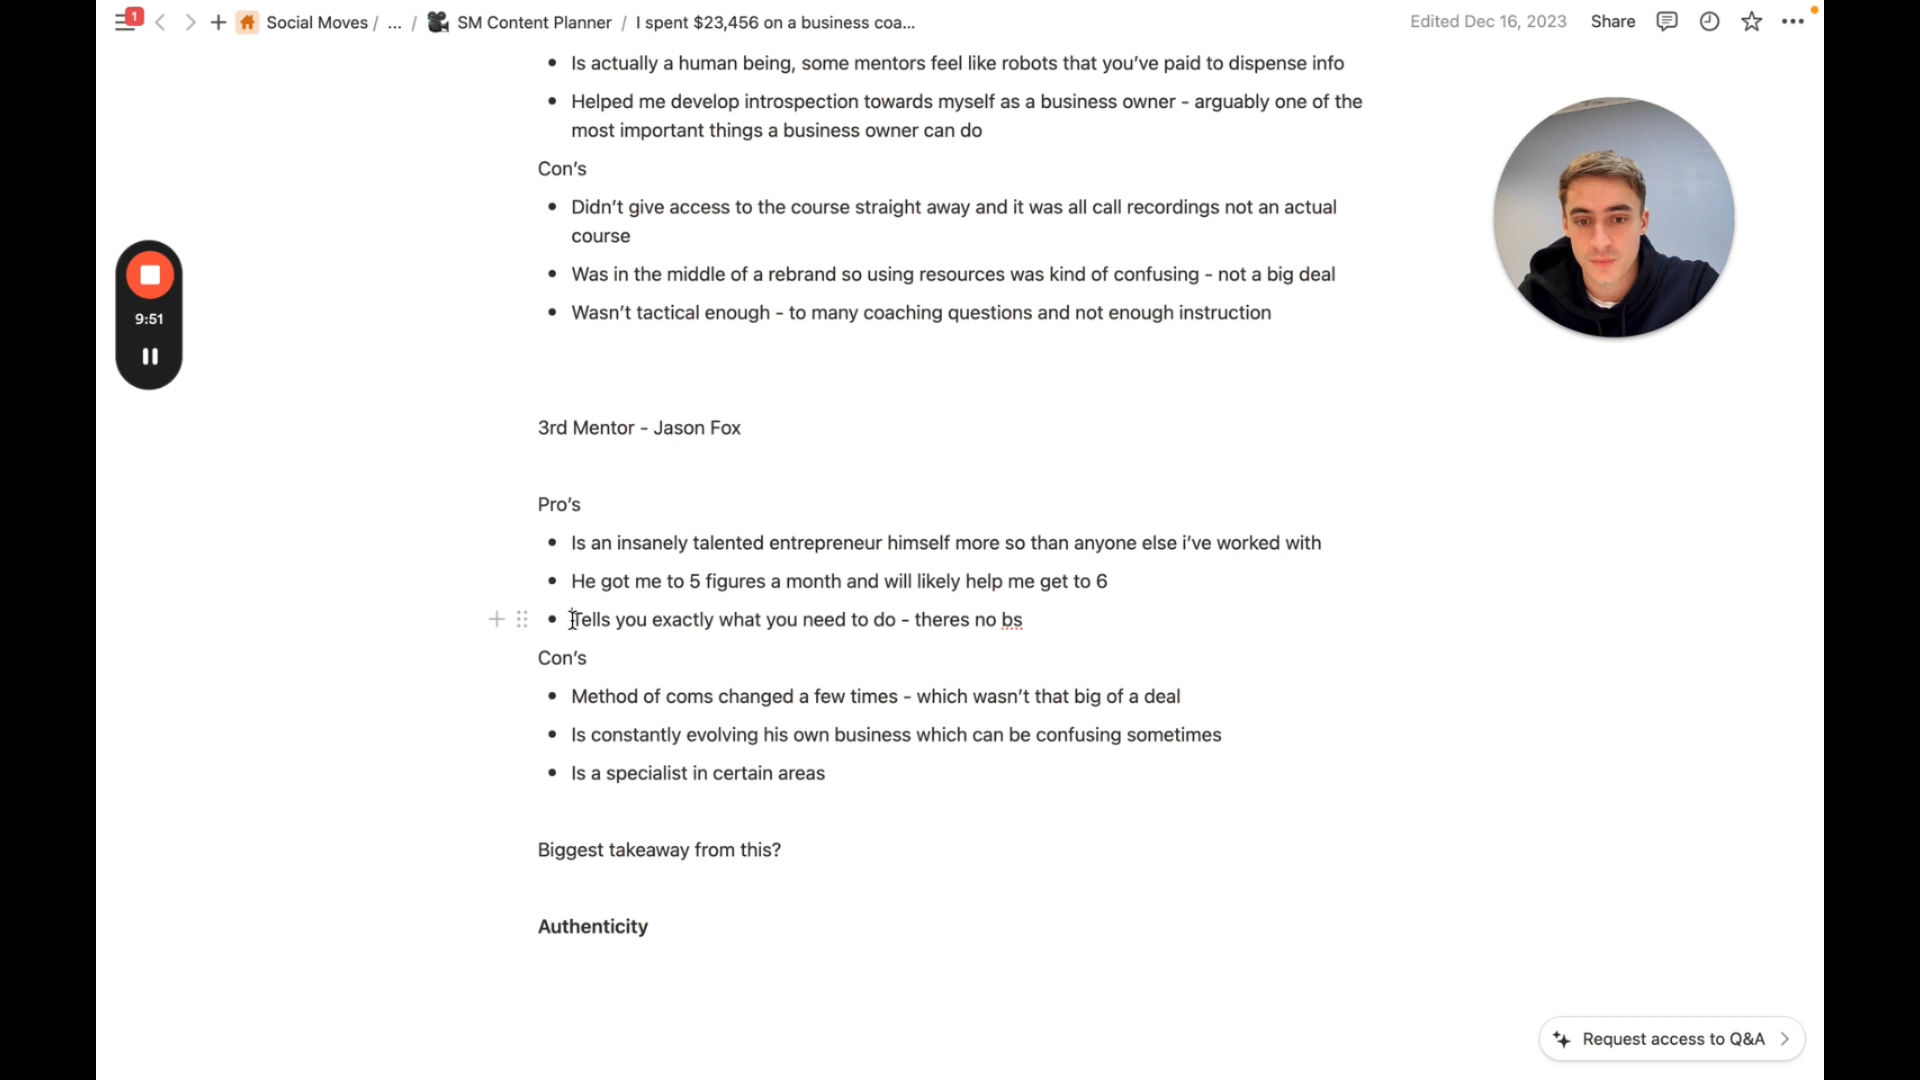 1
Social Moves / ... / SM Content Planner / I spent $23,456 on a business coa...
Edited Dec 16, 2023 Share
Is actually a human being, some mentors feel like robots that you’ve paid to dispense info
Helped me develop introspection towards myself as a business owner - arguably one of the
most important things a business owner can do
Con’s
Didn’t give access to the course straight away and it was all call recordings not an actual
course
Was in the middle of a rebrand so using resources was kind of confusing - not a big deal
Wasn’t tactical enough - to many coaching questions and not enough instruction
9:51
3rd Mentor - Jason Fox
Pro’s
Is an insanely talented entrepreneur himself more so than anyone else i’ve worked with
He got me to 5 figures a month and will likely help me get to 6
Tells you exactly what you need to do - theres no bs
Con’s
Method of coms changed a few times - which wasn’t that big of a deal
Is constantly evolving his own business which can be confusing sometimes
Is a specialist in certain areas
Biggest takeaway from this?
Authenticity
Request access to Q&A